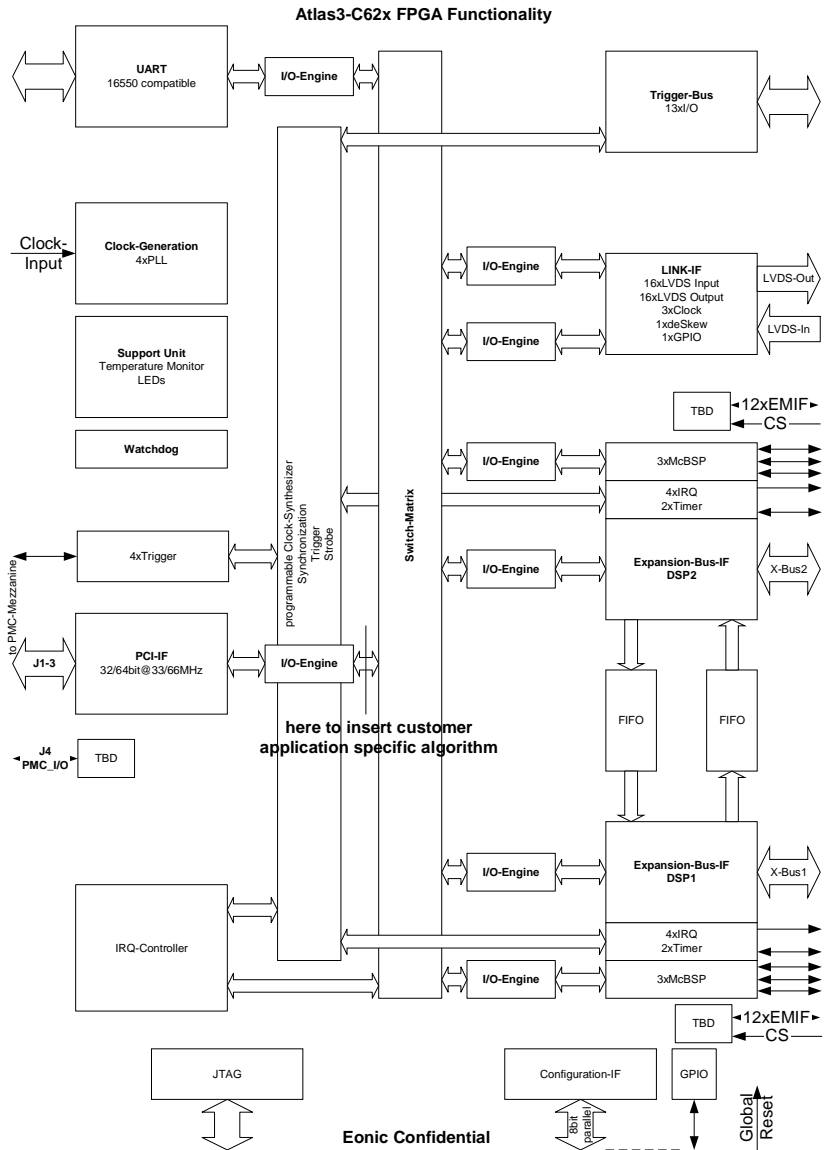 Atlas3-C62x FPGA Functionality
UART
16550 compatible
I/O-Engine
Trigger-Bus
13xI/O
Clock-
Input
Clock-Generation
4xPLL
I/O-Engine
I/O-Engine
LINK-IF
16xLVDS Input
16xLVDS Output
3xClock
1xdeSkew
1xGPIO
LVDS-Out
LVDS-In
Support Unit
Temperature Monitor
LEDs
TBD
12xEMIF
CS
Watchdog
I/O-Engine
3xMcBSP
4xIRQ
2xTimer
programmable Clock-Synthesizer
Synchronization
Trigger
Strobe
Switch-Matrix
to PMC-Mezzanine
4xTrigger
I/O-Engine
Expansion-Bus-IF
DSP2
X-Bus2
J1-3
PCI-IF
32/64bit@33/66MHz
I/O-Engine
FIFO
FIFO
here to insert customer
application specific algorithm
J4
PMC_I/O
TBD
I/O-Engine
Expansion-Bus-IF
DSP1
X-Bus1
IRQ-Controller
4xIRQ
2xTimer
I/O-Engine
3xMcBSP
TBD
12xEMIF
CS
JTAG
Configuration-IF
GPIO
8bit
parallel
Global
Reset
Eonic Confidential